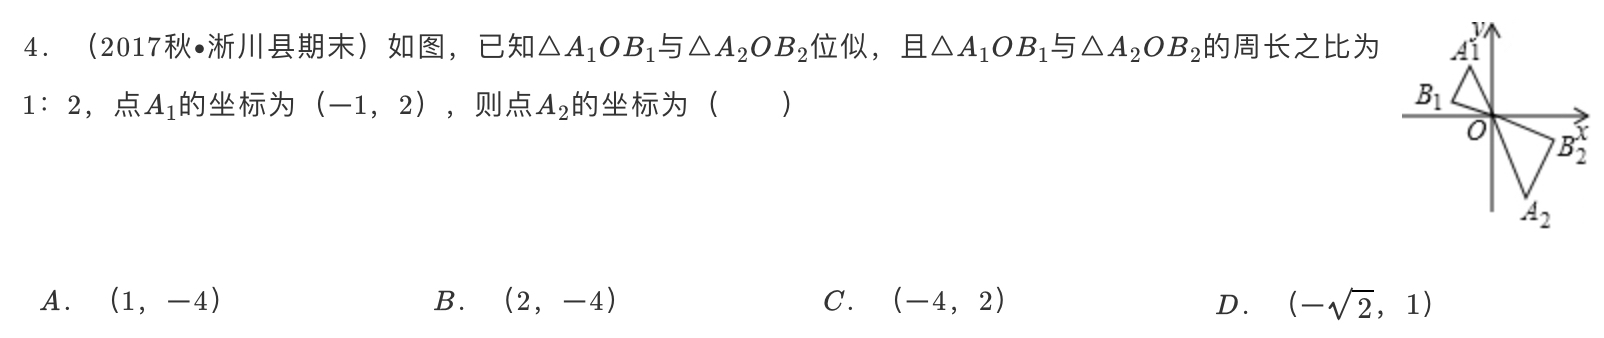 4. （2017秋•淅川县期末）如图，已知△A₁OB₁与△A₂OB₂位似，且△A₁OB₁与△A₂OB₂的周长之比为
1：2，点A₁的坐标为（−1，2），则点A₂的坐标为（　　）
y
A1
B₁
O
x
B₂
A₂
A. （1，−4）
B. （2，−4）
C. （−4，2）
D. （−√2，1）